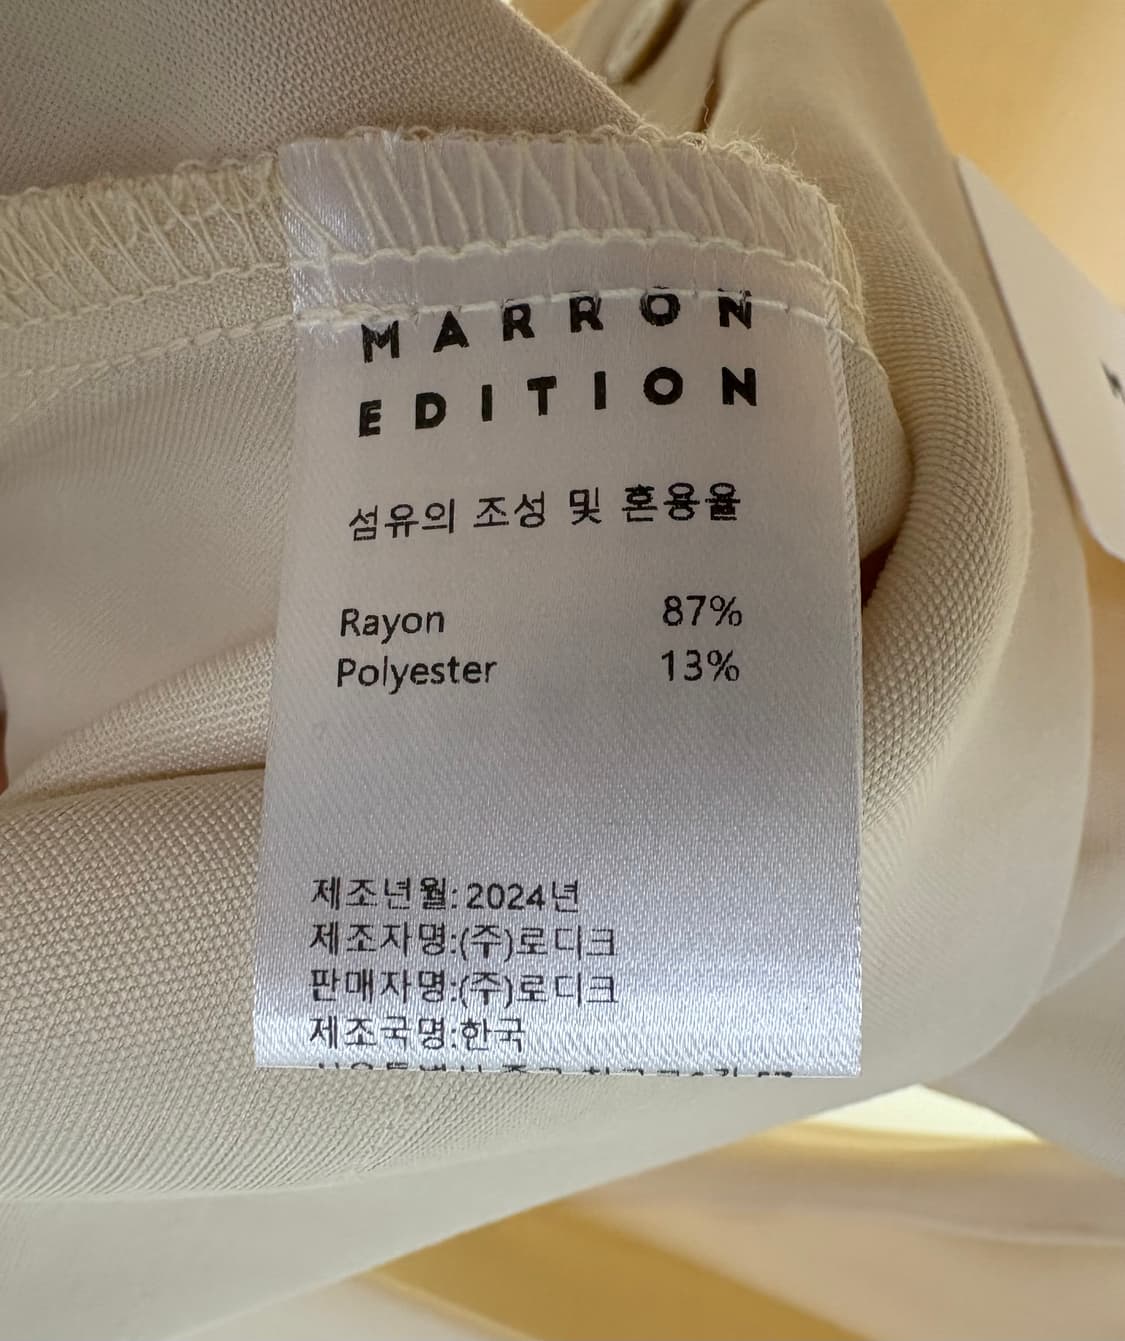 MARRON
EDITION
섬유의 조성 및 혼용율
Rayon 87%
Polyester 13%
제조년월: 2024년
제조자명:(주)로디크
판매자명:(주)로디크
제조국명:한국